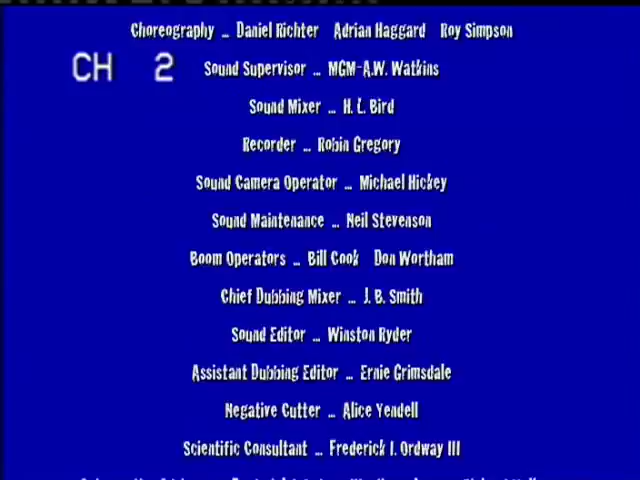 Choreography ... Daniel Richter Adrian Haggard Roy Simpson
CH 2
Sound Supervisor ... MGM-A.W. Watkins
Sound Mixer ... H. L. Bird
Recorder ... Robin Gregory
Sound Camera Operator ... Michael Hickey
Sound Maintenance ... Neil Stevenson
Boom Operators ... Bill Cook Don Wortham
Chief Dubbing Mixer ... J. B. Smith
Sound Editor ... Winston Ryder
Assistant Dubbing Editor ... Ernie Grimsdale
Negative Cutter ... Alice Yendell
Scientific Consultant ... Frederick I. Ordway III